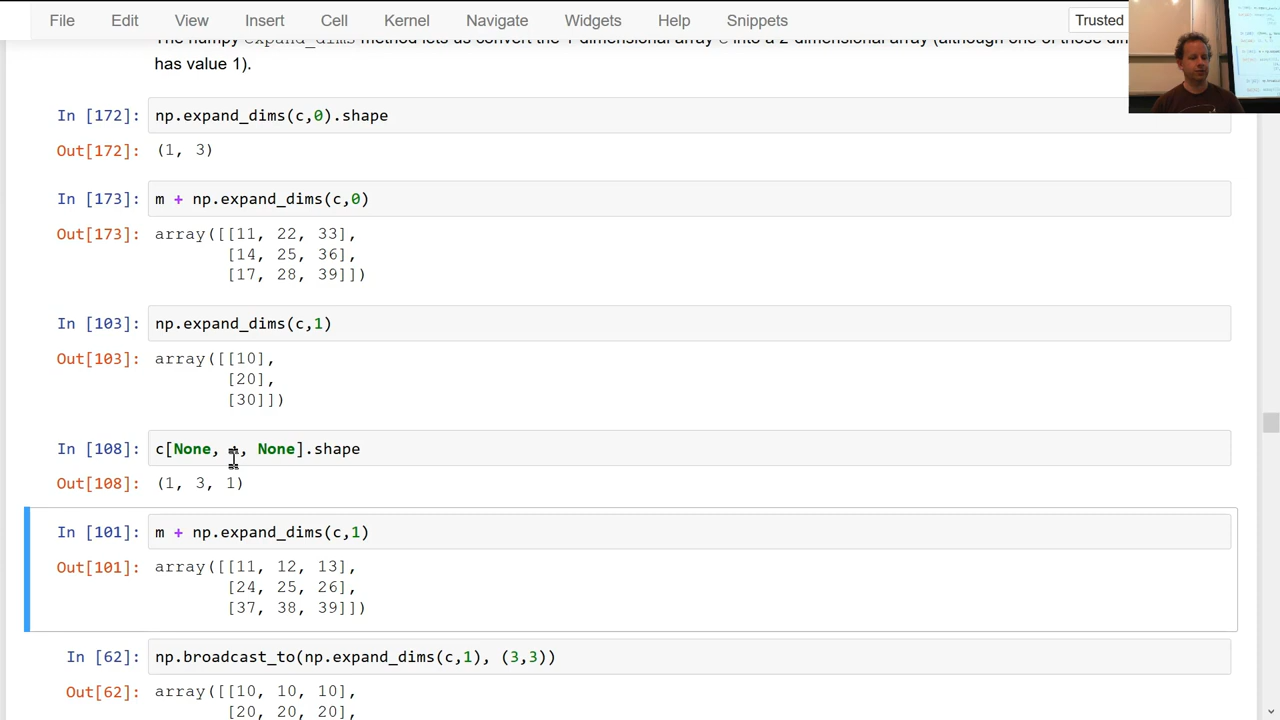 File Edit View Insert Cell Kernel Navigate Widgets Help Snippets Trusted
The numpy expand_dims
has value 1).
In [172]: np.expand_dims(c,0).shape
Out[172]: (1, 3)
In [173]: m + np.expand_dims(c,0)
Out[173]: array([[11, 22, 33],
[14, 25, 36],
[17, 28, 39]])
In [103]: np.expand_dims(c,1)
Out[103]: array([[10],
[20],
[30]])
In [108]: c[None, , None].shape
Out[108]: (1, 3, 1)
In [101]: m + np.expand_dims(c,1)
Out[101]: array([[11, 12, 13],
[24, 25, 26],
[37, 38, 39]])
In [62]: np.broadcast_to(np.expand_dims(c,1), (3,3))
Out[62]: array([[10, 10, 10],
[20, 20, 20],